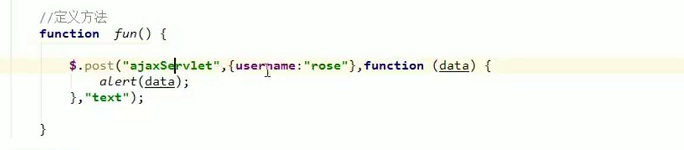 //定义方法
function fun() {
$.post("ajaxServlet",{username:"rose"},function (data) {
alert(data);
},"text");
}